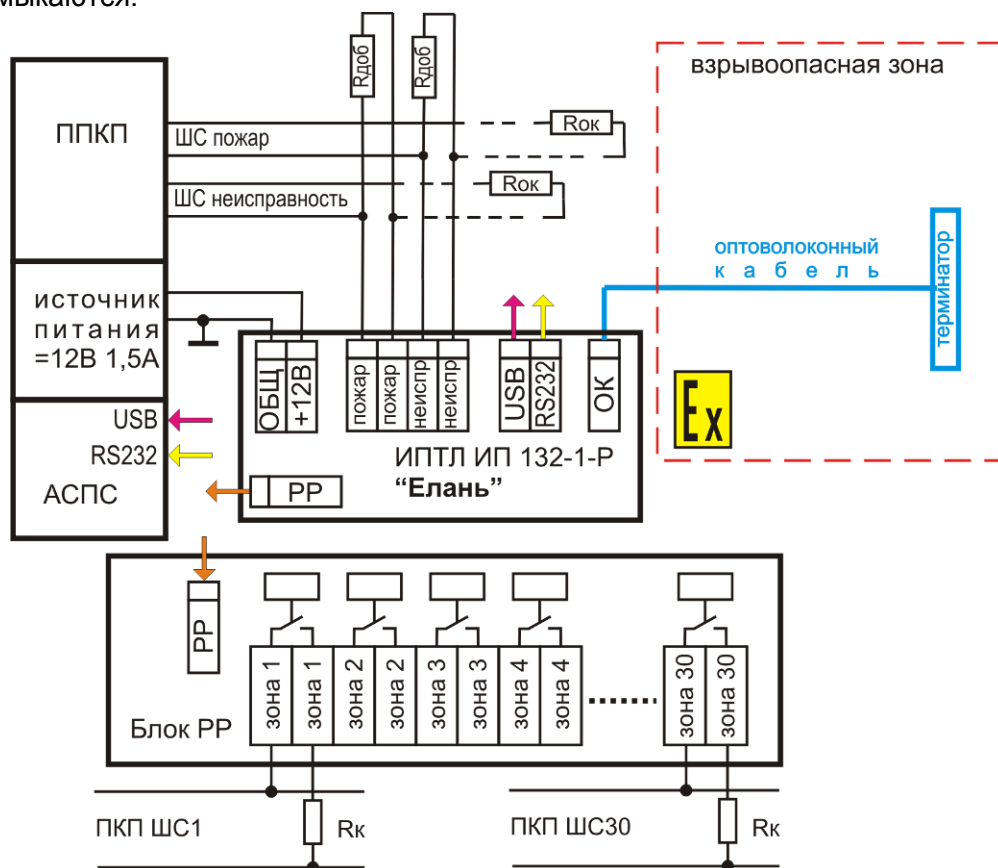 мыкаются.
Rдоб
Rдоб
взрывоопасная зона
ППКП
ШС пожар
Rок
ШС неисправность
Rок
оптоволоконный
кабель
терминатор
источник
питания
=12В 1,5А
ОБЩ
+12В
пожар
пожар
неиспр
неиспр
USB
RS232
ОК
Ex
USB
RS232
АСПС
ИПТЛ ИП 132-1-Р
“Елань”
РР
РР
зона 1
зона 1
зона 2
зона 2
зона 3
зона 3
зона 4
зона 4
зона 30
зона 30
Блок РР
ПКП ШС1
Rк
ПКП ШС30
Rк